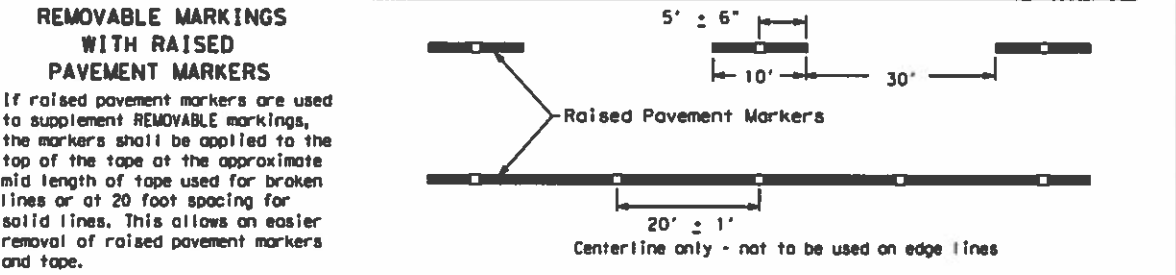 REMOVABLE MARKINGS
WITH RAISED
PAVEMENT MARKERS
If raised pavement markers are used
to supplement REMOVABLE markings,
the markers shall be applied to the
top of the tape at the approximate
mid length of tape used for broken
lines or at 20 foot spacing for
solid lines. This allows an easier
removal of raised pavement markers
and tape.
5' ± 6"
10'
30'
Raised Pavement Markers
20' ± 1'
Centerline only - not to be used on edge lines